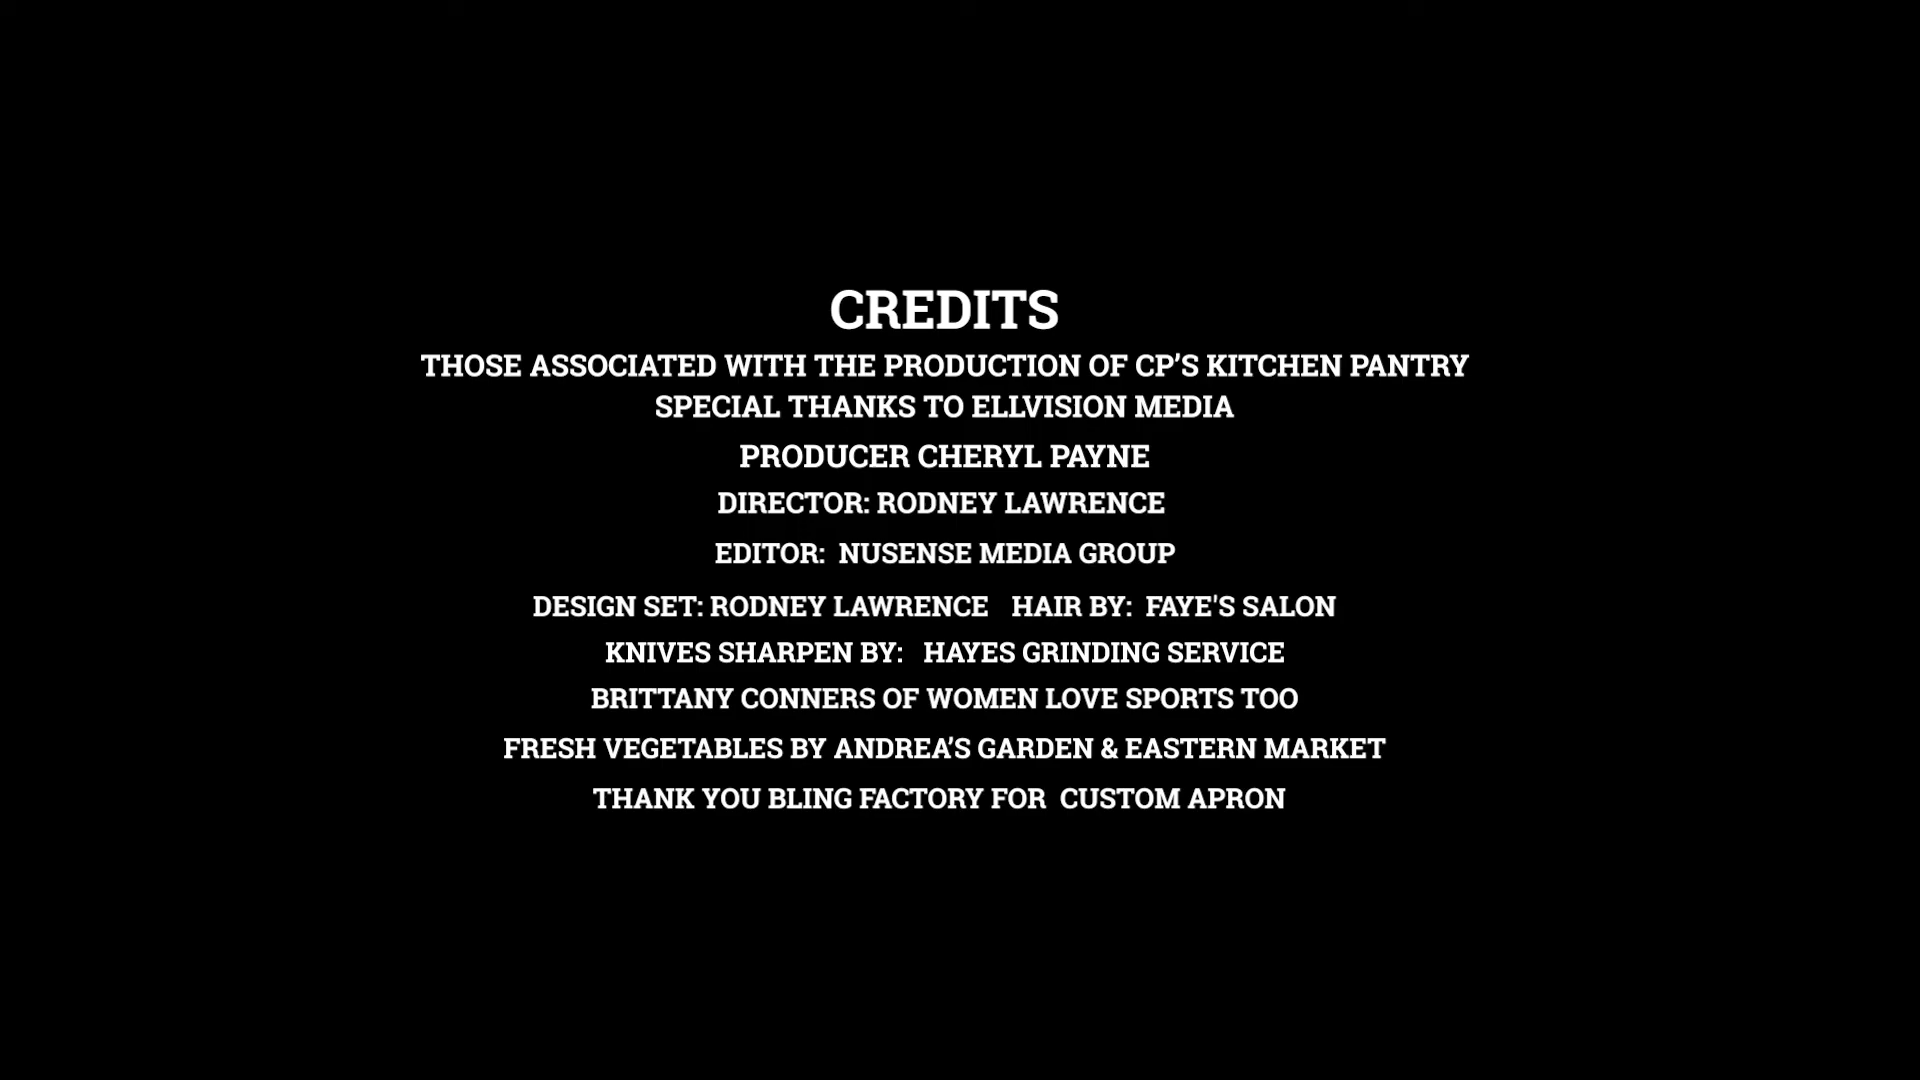 CREDITS
THOSE ASSOCIATED WITH THE PRODUCTION OF CP’S KITCHEN PANTRY
SPECIAL THANKS TO ELLVISION MEDIA
PRODUCER CHERYL PAYNE
DIRECTOR: RODNEY LAWRENCE
EDITOR:  NUSENSE MEDIA GROUP
DESIGN SET: RODNEY LAWRENCE   HAIR BY:  FAYE'S SALON
KNIVES SHARPEN BY:   HAYES GRINDING SERVICE
BRITTANY CONNERS OF WOMEN LOVE SPORTS TOO
FRESH VEGETABLES BY ANDREA’S GARDEN & EASTERN MARKET
THANK YOU BLING FACTORY FOR  CUSTOM APRON